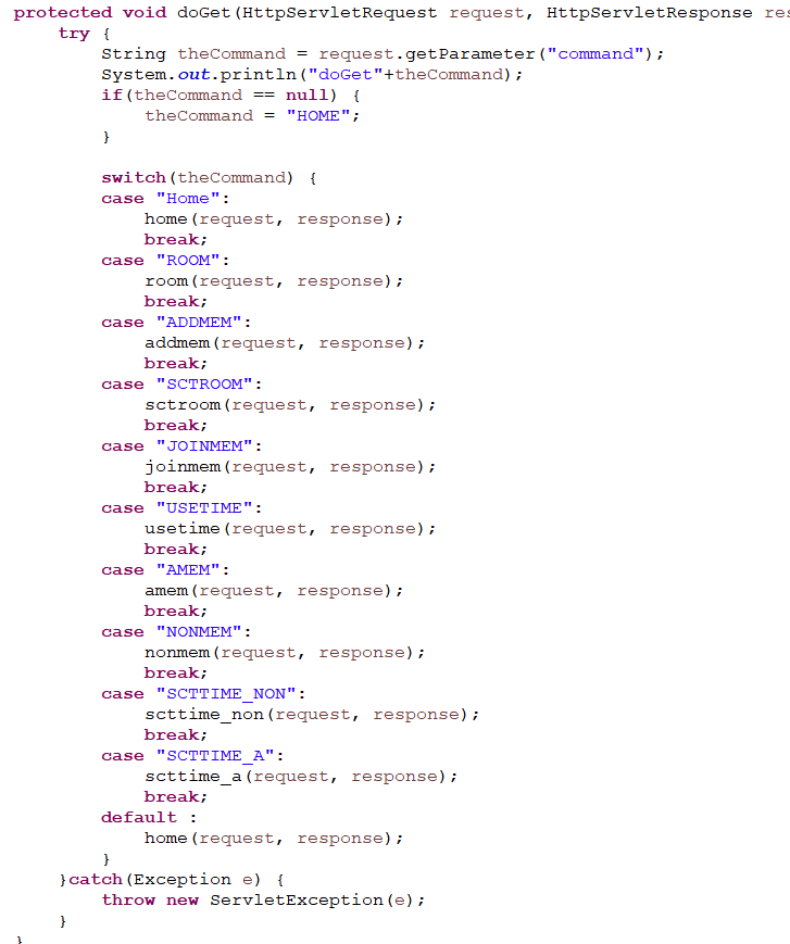 protected void doGet(HttpServletRequest request, HttpServletResponse
    try {
        String theCommand = request.getParameter("command");
        System.out.println("doGet"+theCommand);
        if(theCommand == null) {
            theCommand = "HOME";
        }

        switch(theCommand) {
        case "Home":
            home(request, response);
            break;
        case "ROOM":
            room(request, response);
            break;
        case "ADDMEM":
            addmem(request, response);
            break;
        case "SCTROOM":
            sctroom(request, response);
            break;
        case "JOINMEM":
            joinmem(request, response);
            break;
        case "USETIME":
            usetime(request, response);
            break;
        case "AMEM":
            amem(request, response);
            break;
        case "NONMEM":
            nonmem(request, response);
            break;
        case "SCTTIME_NON":
            scttime_non(request, response);
            break;
        case "SCTTIME_A":
            scttime_a(request, response);
            break;
        default :
            home(request, response);
        }
    }catch(Exception e) {
        throw new ServletException(e);
    }
}